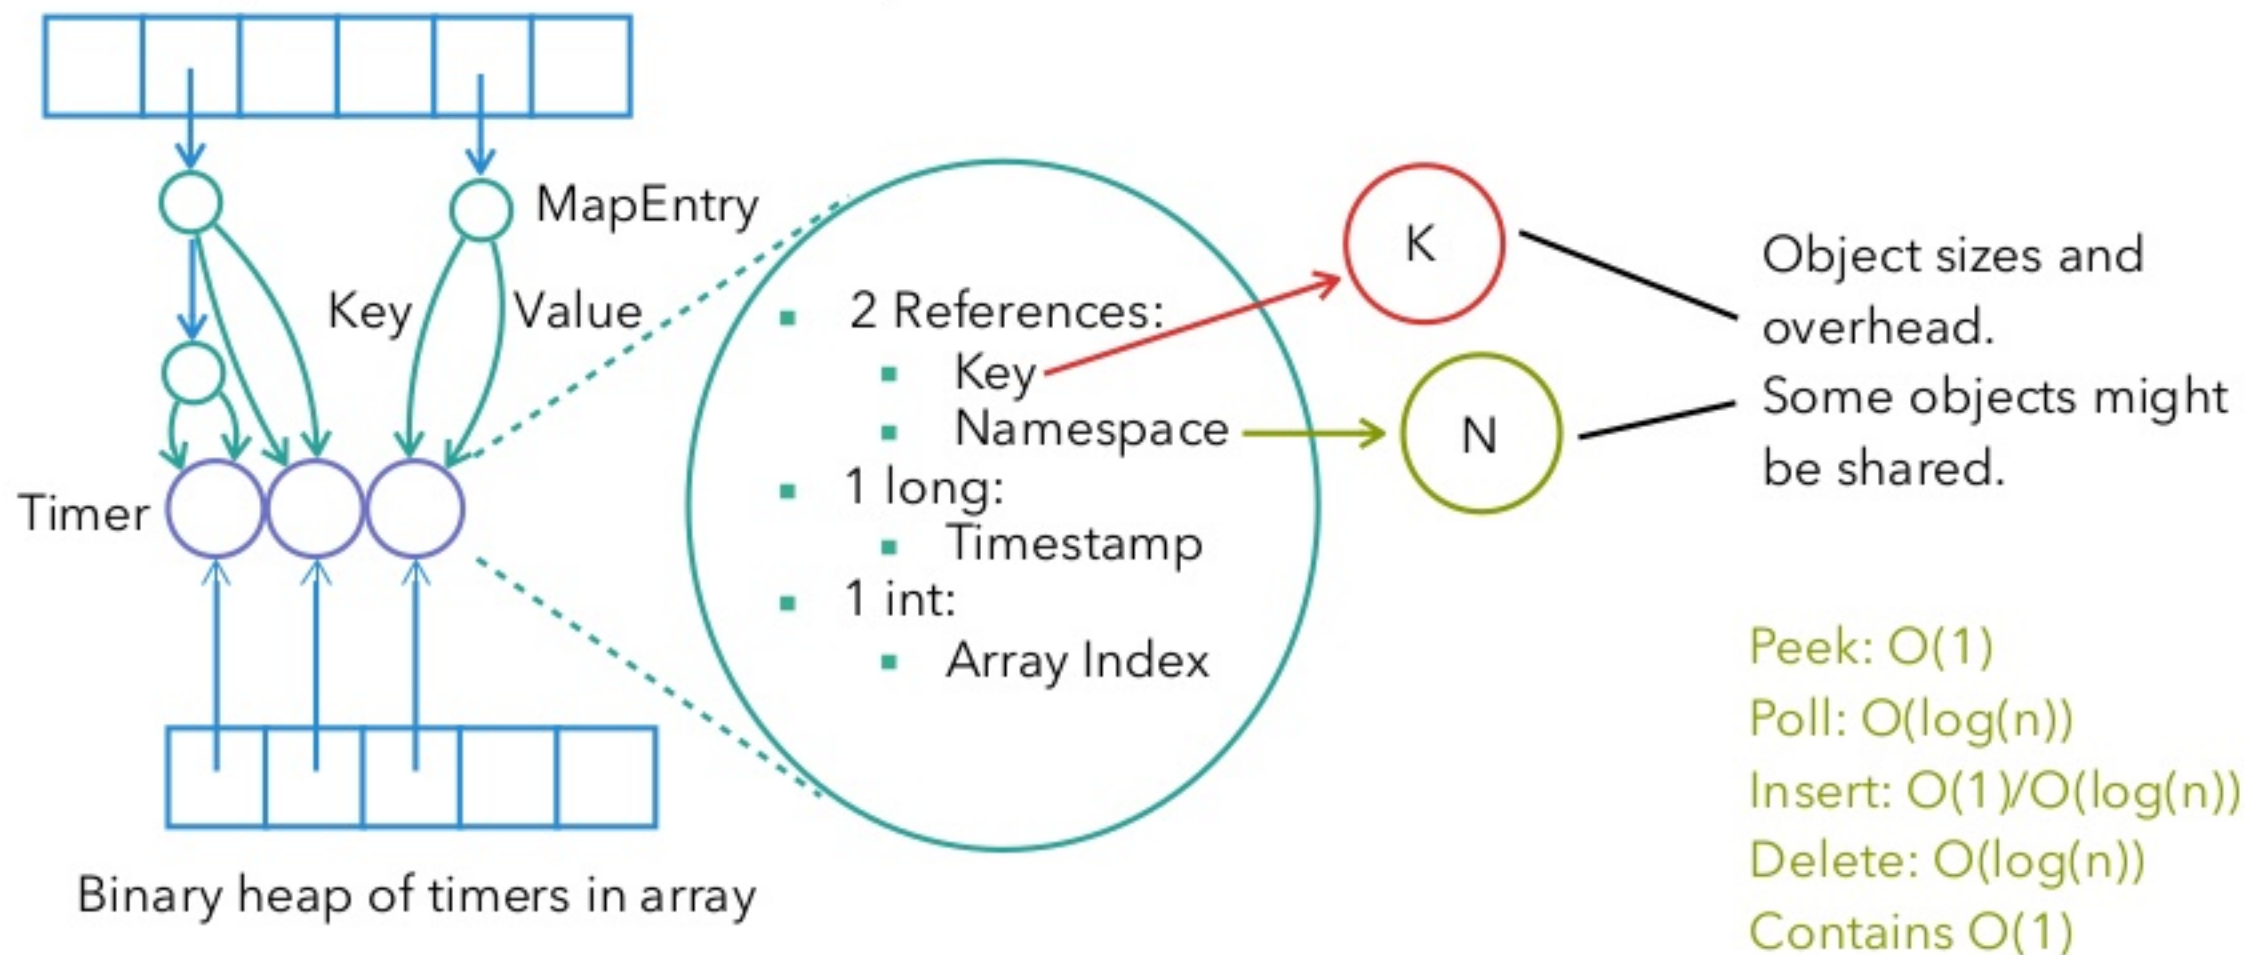 MapEntry
Key
Value
Timer
Binary heap of timers in array
2 References:
Key
Namespace
1 long:
Timestamp
1 int:
Array Index
K
N
Object sizes and
overhead.
Some objects might
be shared.
Peek: O(1)
Poll: O(log(n))
Insert: O(1)/O(log(n))
Delete: O(log(n))
Contains O(1)